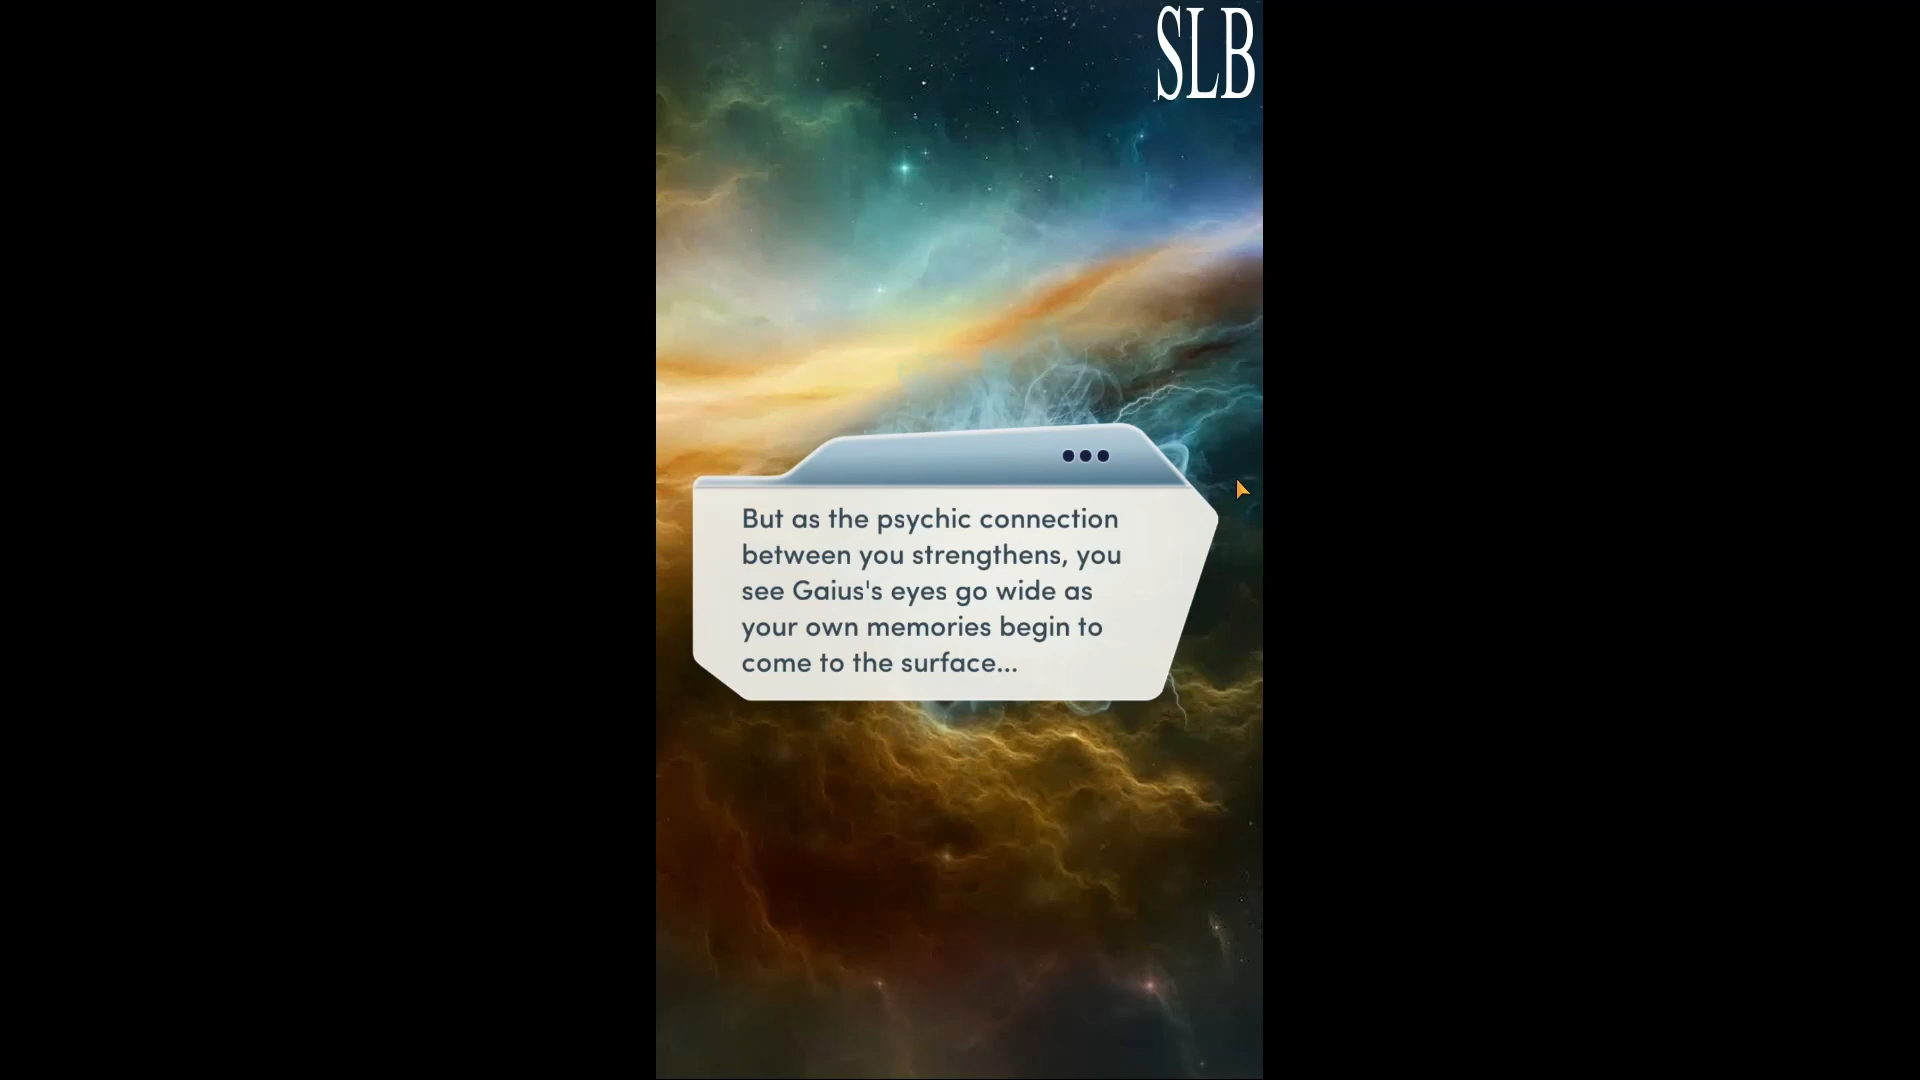 SLB
But as the psychic connection
between you strengthens, you
see Gaius's eyes go wide as
your own memories begin to
come to the surface...